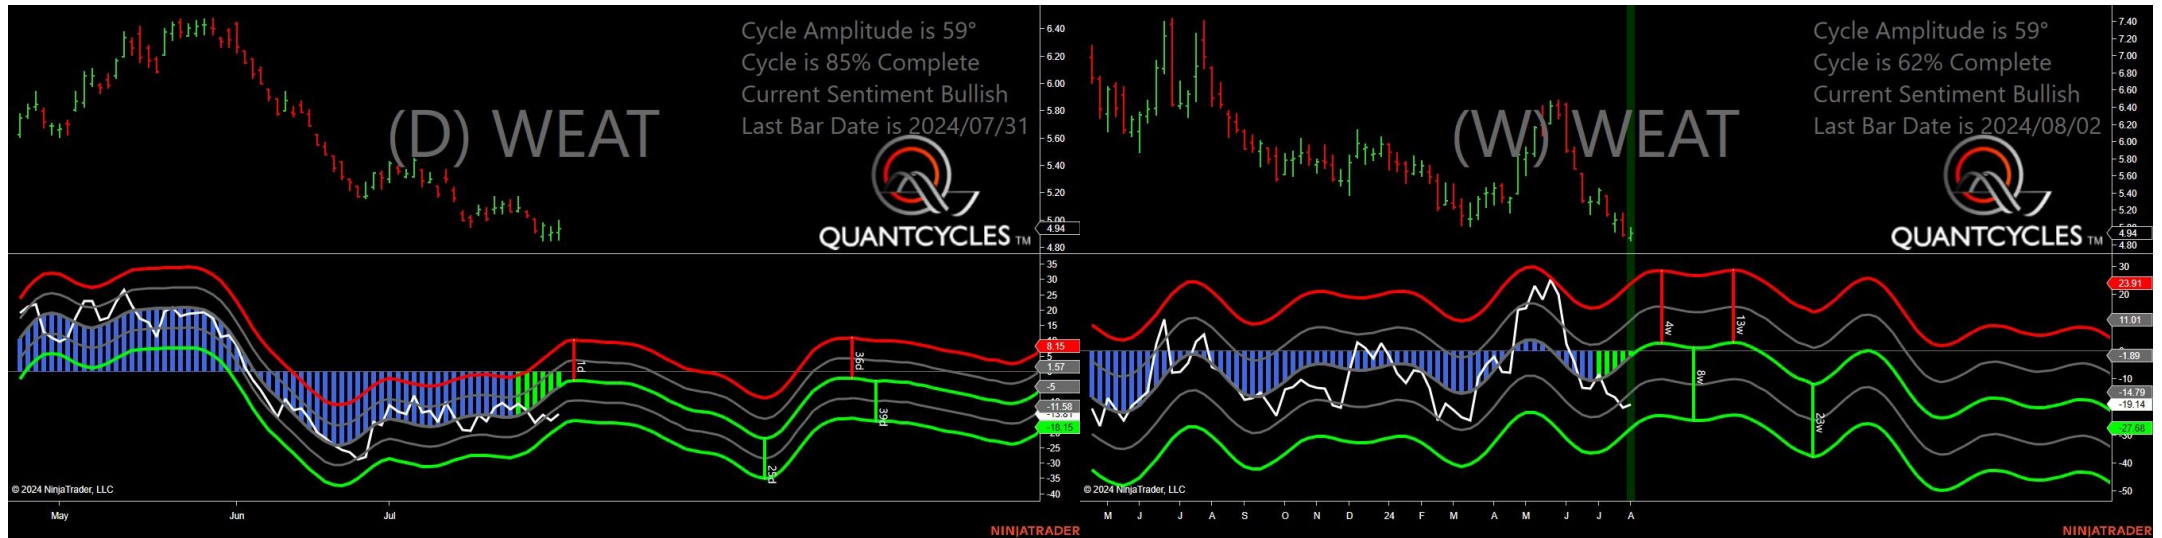 Cycle Amplitude is 59°
Cycle is 85% Complete
Current Sentiment Bullish
Last Bar Date is 2024/07/31
(D) WEAT
QUANTCYCLES TM
6.40
6.20
6.00
5.80
5.60
5.40
5.20
5.00
4.94
4.80
35
30
25
20
15
8.15
5
1.57
-5
-11.58
-18.15
-25
-30
-35
-40
1d
25d
36d
39d
© 2024 NinjaTrader, LLC
May
Jun
Jul
NINJATRADER
Cycle Amplitude is 59°
Cycle is 62% Complete
Current Sentiment Bullish
Last Bar Date is 2024/08/02
(W) WEAT
QUANTCYCLES TM
7.40
7.20
7.00
6.80
6.60
6.40
6.20
6.00
5.80
5.60
5.40
5.20
4.94
4.80
30
23.91
20
11.01
-1.89
-10
-14.79
-19.14
-27.68
-30
-40
-50
4w
8w
13w
23w
© 2024 NinjaTrader, LLC
M J J A S O N D 24 F M A M J J A
NINJATRADER